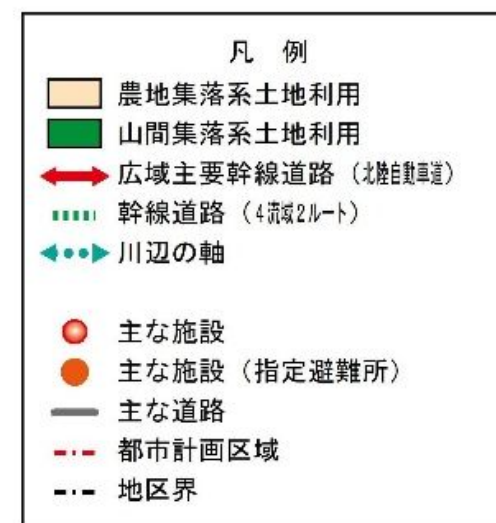 凡 例
農地集落系土地利用
山間集落系土地利用
広域主要幹線道路（北陸自動車道）
幹線道路（4流域2ルート）
川辺の軸
主な施設
主な施設（指定避難所）
主な道路
都市計画区域
地区界